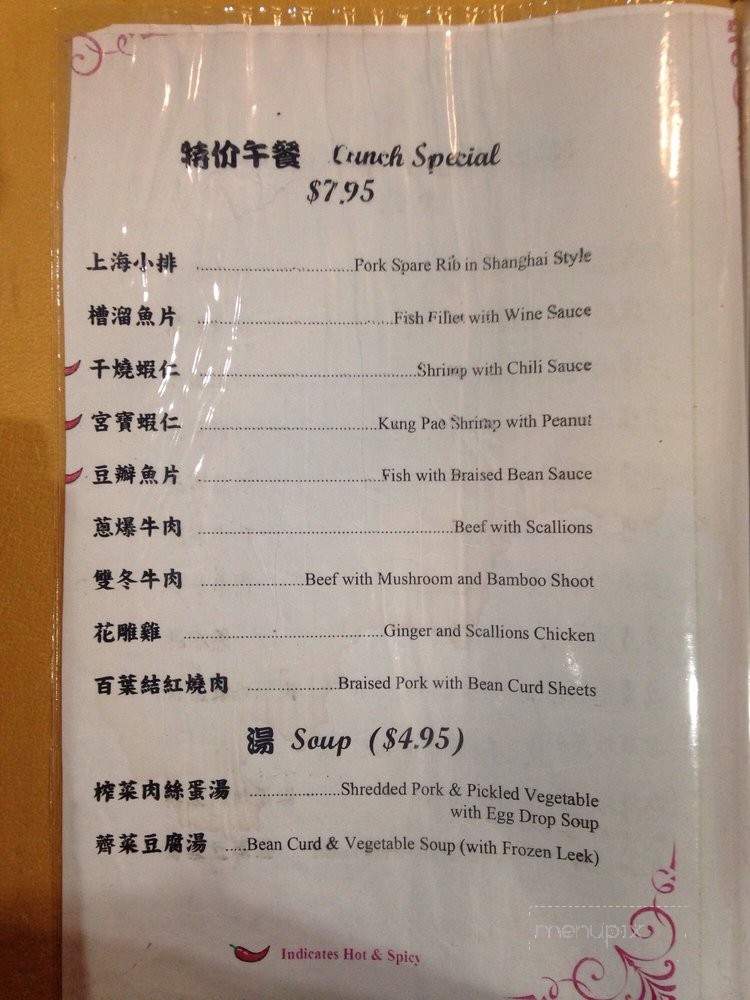 特价午餐 Lunch Special
$7.95
上海小排 ..............................Pork Spare Rib in Shanghai Style
槽溜魚片 ......................................Fish Fillet with Wine Sauce
干燒蝦仁 ..........................................Shrimp with Chili Sauce
宮寶蝦仁 ..................................Kung Pao Shrimp with Peanut
豆瓣魚片 ...................................Fish with Braised Bean Sauce
蔥爆牛肉 ..................................................Beef with Scallions
雙冬牛肉 ....................Beef with Mushroom and Bamboo Shoot
花雕雞 .......................................Ginger and Scallions Chicken
百葉結紅燒肉 .....................Braised Pork with Bean Curd Sheets
湯 Soup ($4.95)
榨菜肉絲蛋湯 .....................Shredded Pork & Pickled Vegetable
with Egg Drop Soup
薺菜豆腐湯 .....Bean Curd & Vegetable Soup (with Frozen Leek)
menupix
Indicates Hot & Spicy